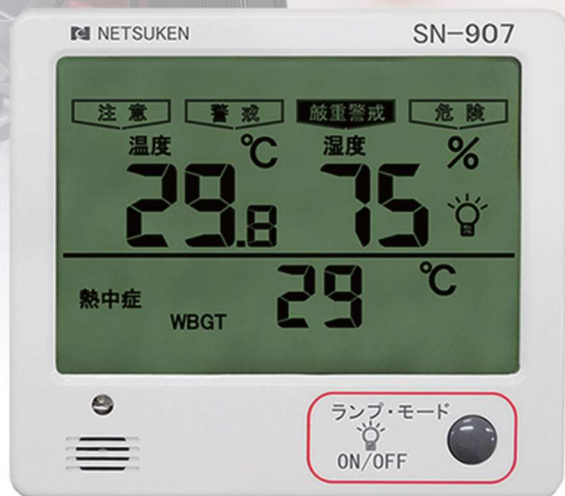 NETSUKEN SN-907
注意 警戒 厳重警戒 危険
温度 ℃ 湿度 %
29.8 75
熱中症 WBGT 29 ℃
ランプ・モード
ON/OFF